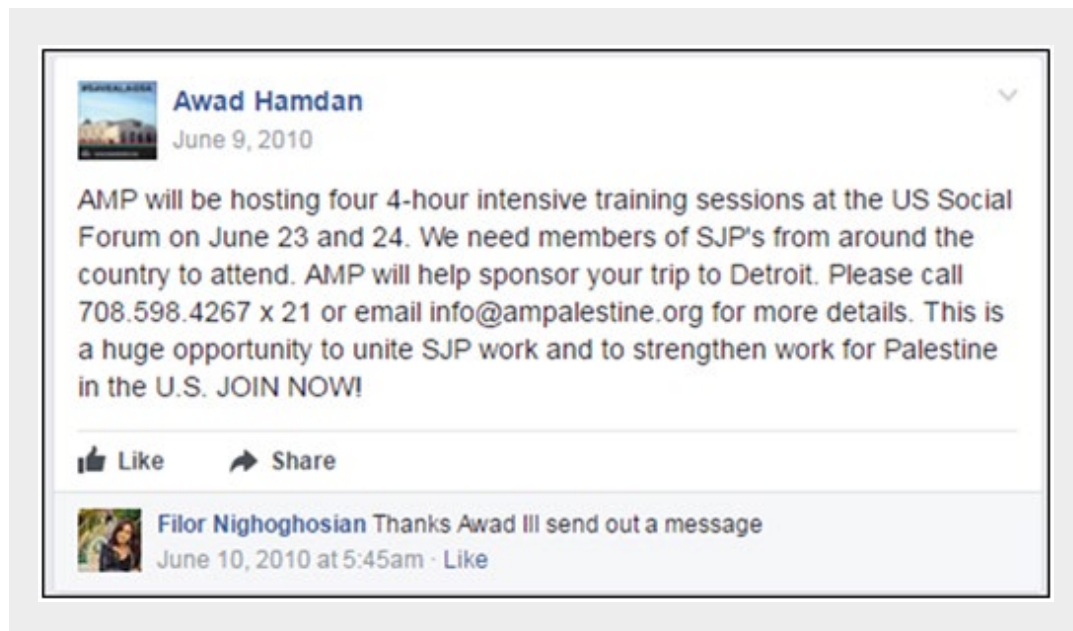 #SAVEALAQSA
Awad Hamdan
June 9, 2010
AMP will be hosting four 4-hour intensive training sessions at the US Social
Forum on June 23 and 24. We need members of SJP's from around the
country to attend. AMP will help sponsor your trip to Detroit. Please call
708.598.4267 x 21 or email info@ampalestine.org for more details. This is
a huge opportunity to unite SJP work and to strengthen work for Palestine
in the U.S. JOIN NOW!
Like Share
Filor Nighoghosian Thanks Awad Ill send out a message
June 10, 2010 at 5:45am · Like